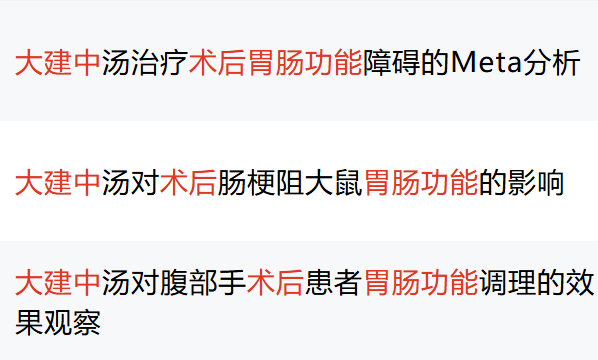 大建中汤治疗术后胃肠功能障碍的Meta分析
大建中汤对术后肠梗阻大鼠胃肠功能的影响
大建中汤对腹部手术后患者胃肠功能调理的效
果观察